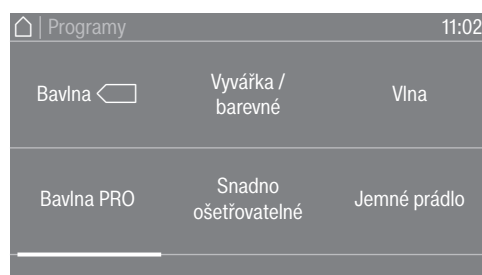 Programy 11:02
Bavlna Vyvářka / barevné Vlna
Bavlna PRO Snadno ošetřovatelné Jemné prádlo